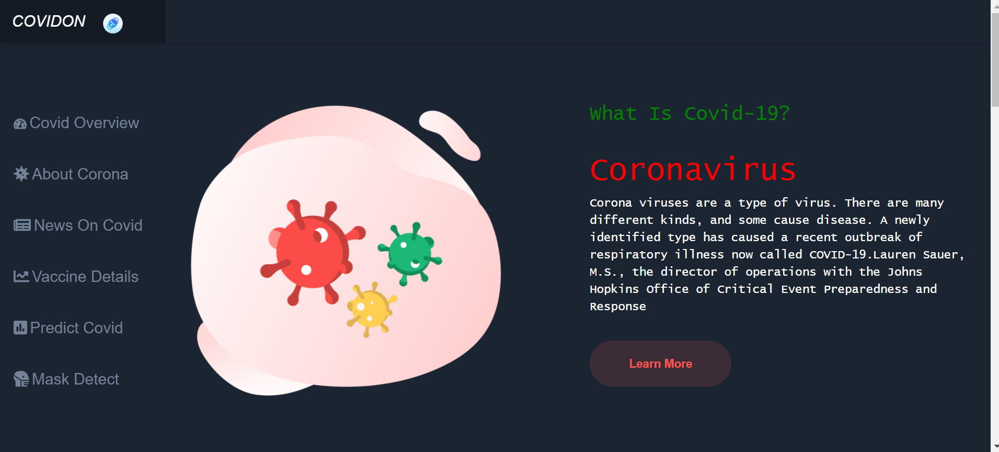 COVIDON
Covid Overview
About Corona
News On Covid
Vaccine Details
Predict Covid
Mask Detect
What Is Covid-19?
Coronavirus
Corona viruses are a type of virus. There are many
different kinds, and some cause disease. A newly
identified type has caused a recent outbreak of
respiratory illness now called COVID-19.Lauren Sauer,
M.S., the director of operations with the Johns
Hopkins Office of Critical Event Preparedness and
Response
Learn More